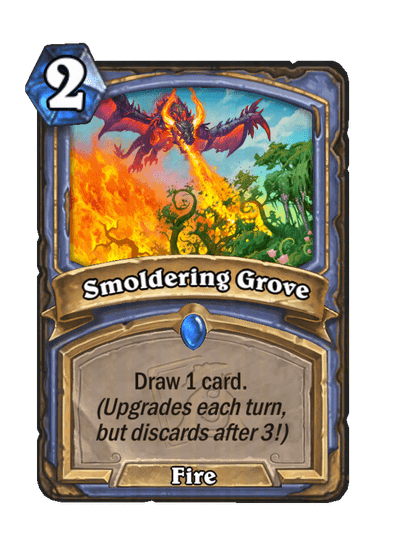 2
Smoldering Grove
Draw 1 card.
(Upgrades each turn,
but discards after 3!)
Fire